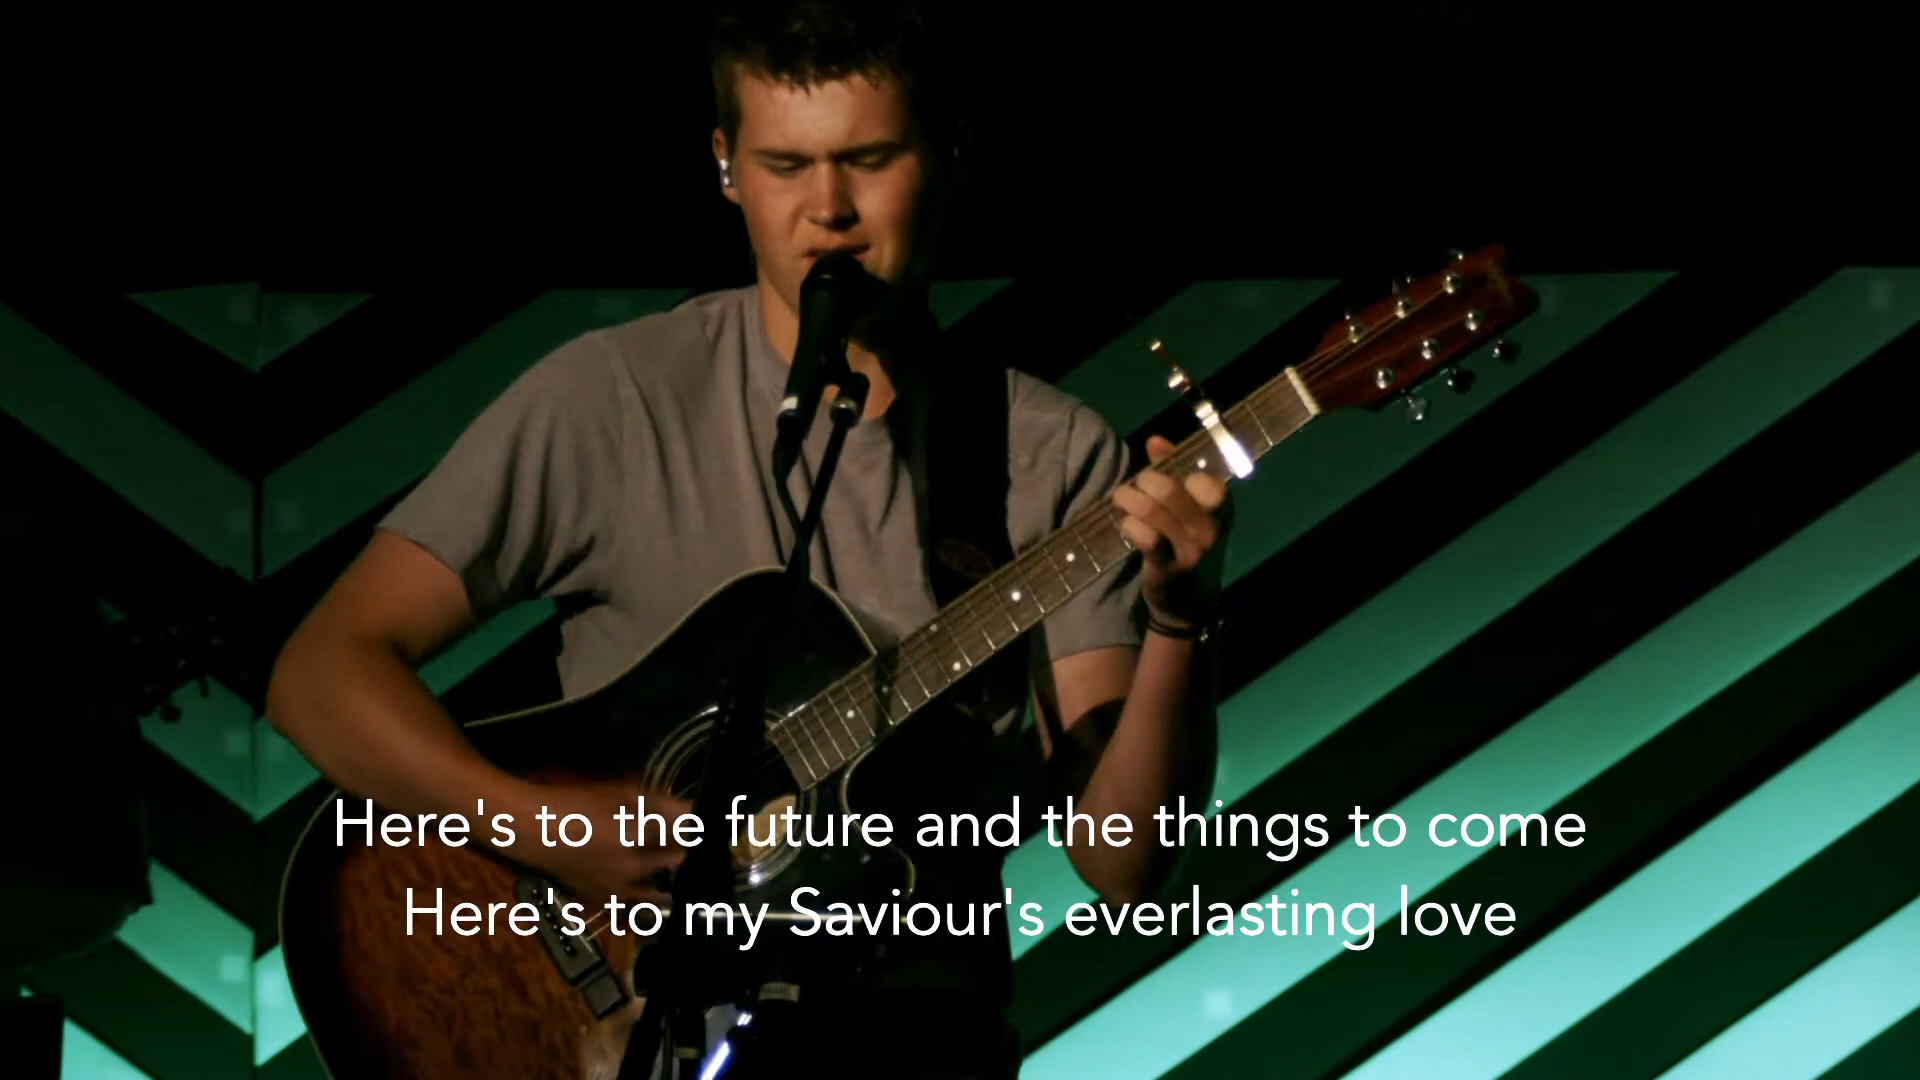 Here's to the future and the things to come
Here's to my Saviour's everlasting love